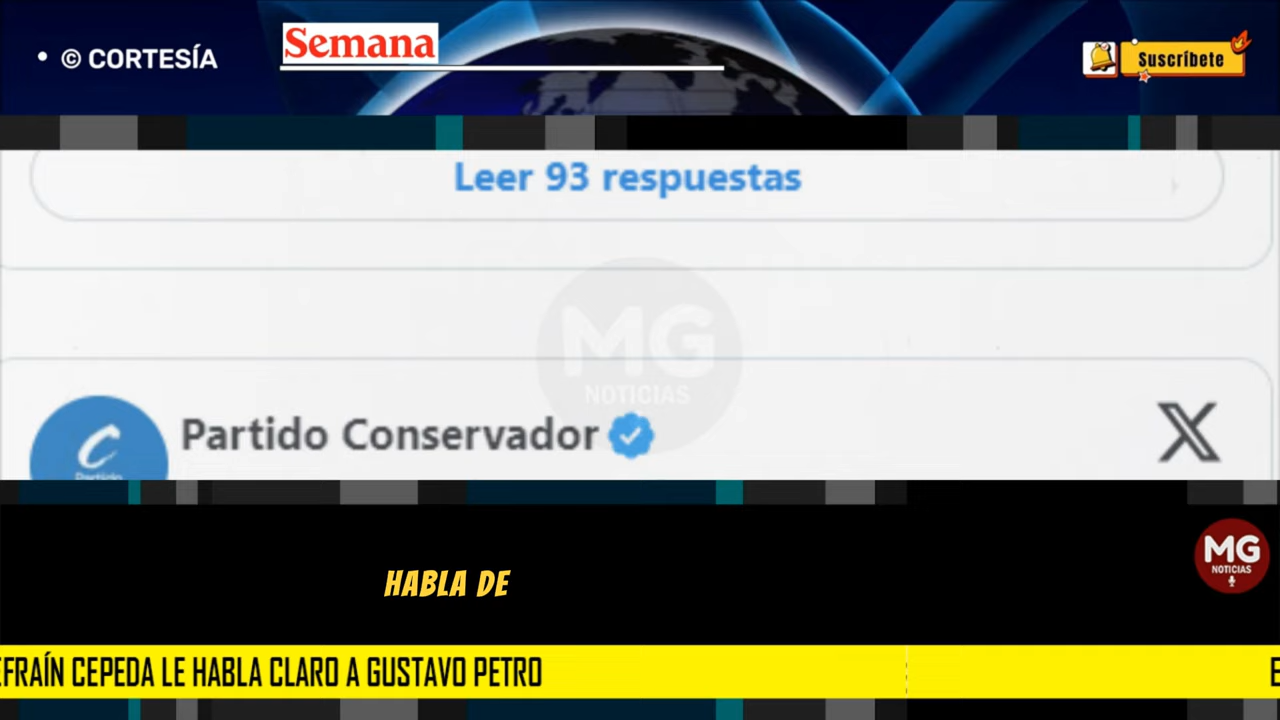 • © CORTESÍA
Semana
Suscríbete
Leer 93 respuestas
MG
NOTICIAS
Partido Conservador
Partido
MG
NOTICIAS
HABLA DE
EFRAÍN CEPEDA LE HABLA CLARO A GUSTAVO PETRO
E